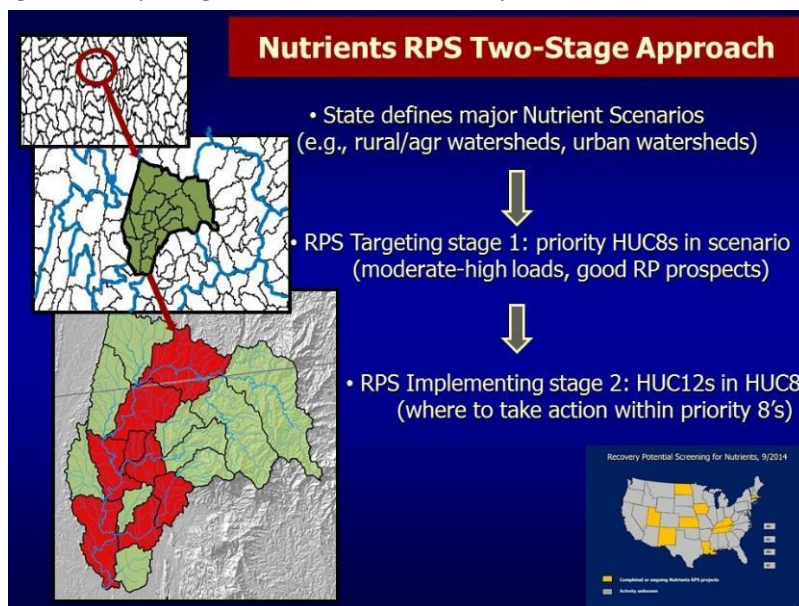 Nutrients RPS Two-Stage Approach
• State defines major Nutrient Scenarios
(e.g., rural/agr watersheds, urban watersheds)
• RPS Targeting stage 1: priority HUC8s in scenario
(moderate-high loads, good RP prospects)
• RPS Implementing stage 2: HUC12s in HUC8
(where to take action within priority 8’s)
Recovery Potential Screening for Nutrients, 9/2014
Completed or ongoing Nutrients RPS projects
Activity unknown